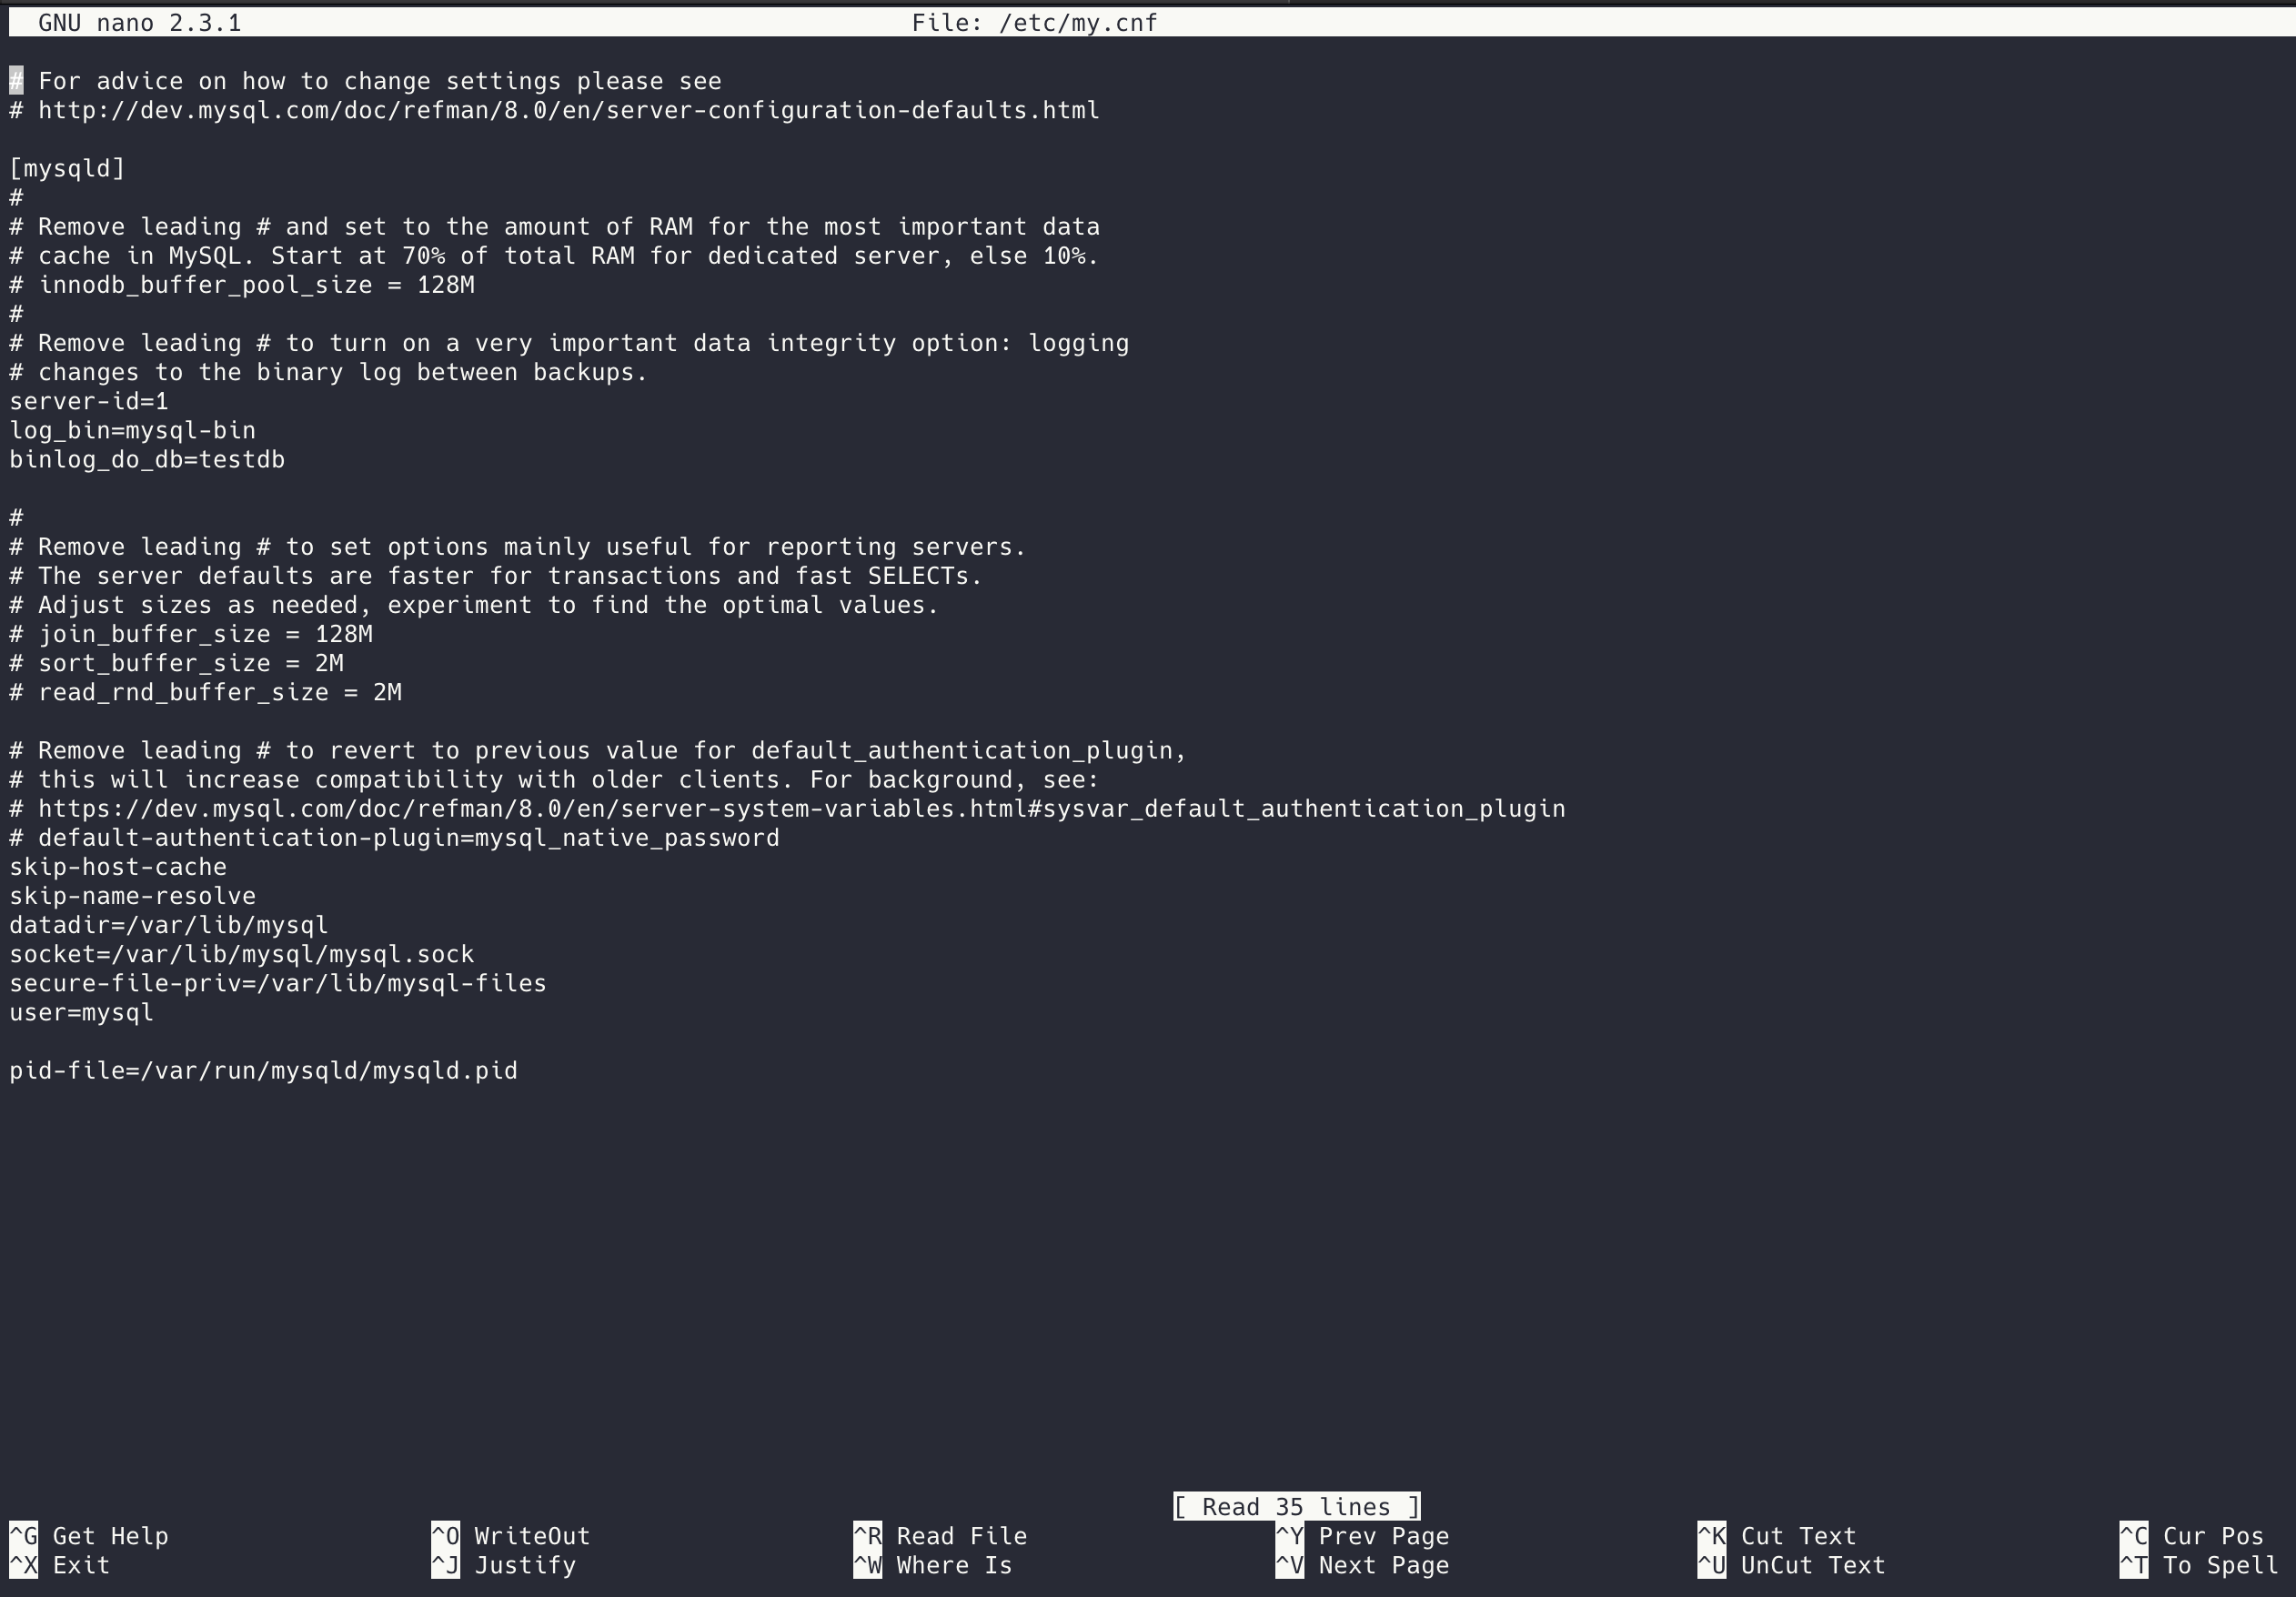 GNU nano 2.3.1 File: /etc/my.cnf
# For advice on how to change settings please see
# http://dev.mysql.com/doc/refman/8.0/en/server-configuration-defaults.html
[mysqld]
#
# Remove leading # and set to the amount of RAM for the most important data
# cache in MySQL. Start at 70% of total RAM for dedicated server, else 10%.
# innodb_buffer_pool_size = 128M
#
# Remove leading # to turn on a very important data integrity option: logging
# changes to the binary log between backups.
server-id=1
log_bin=mysql-bin
binlog_do_db=testdb
#
# Remove leading # to set options mainly useful for reporting servers.
# The server defaults are faster for transactions and fast SELECTs.
# Adjust sizes as needed, experiment to find the optimal values.
# join_buffer_size = 128M
# sort_buffer_size = 2M
# read_rnd_buffer_size = 2M
# Remove leading # to revert to previous value for default_authentication_plugin,
# this will increase compatibility with older clients. For background, see:
# https://dev.mysql.com/doc/refman/8.0/en/server-system-variables.html#sysvar_default_authentication_plugin
# default-authentication-plugin=mysql_native_password
skip-host-cache
skip-name-resolve
datadir=/var/lib/mysql
socket=/var/lib/mysql/mysql.sock
secure-file-priv=/var/lib/mysql-files
user=mysql
pid-file=/var/run/mysqld/mysqld.pid
[ Read 35 lines ]
^G Get Help ^O WriteOut ^R Read File ^Y Prev Page ^K Cut Text ^C Cur Pos
^X Exit ^J Justify ^W Where Is ^V Next Page ^U UnCut Text ^T To Spell